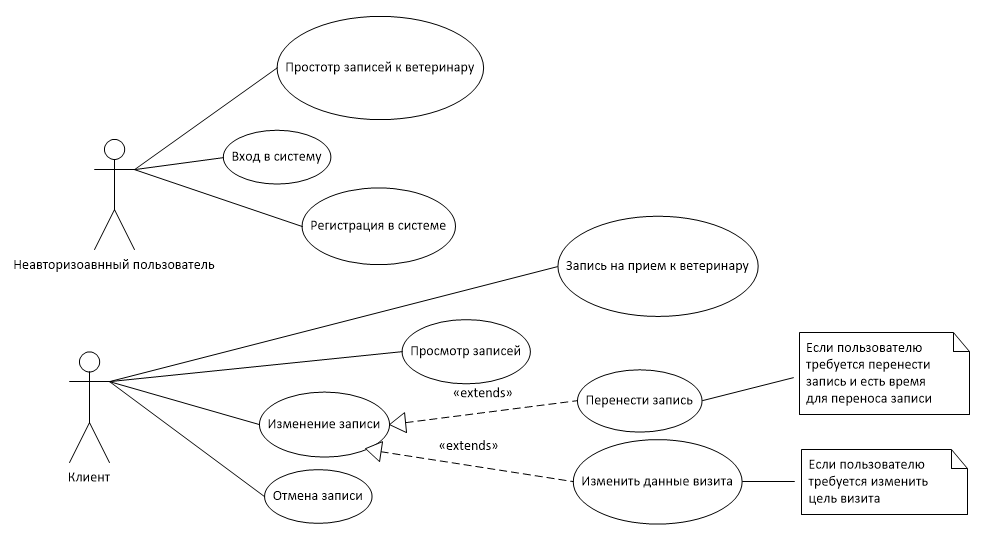 Простотр записей к ветеринару
Вход в систему
Регистрация в системе
Неавторизоавнный пользователь
Запись на прием к ветеринару
Просмотр записей
«extends»
Перенести запись
Если пользователю
требуется перенести
запись и есть время
для переноса записи
Изменение записи
«extends»
Изменить данные визита
Если пользователю
требуется изменить
цель визита
Клиент
Отмена записи